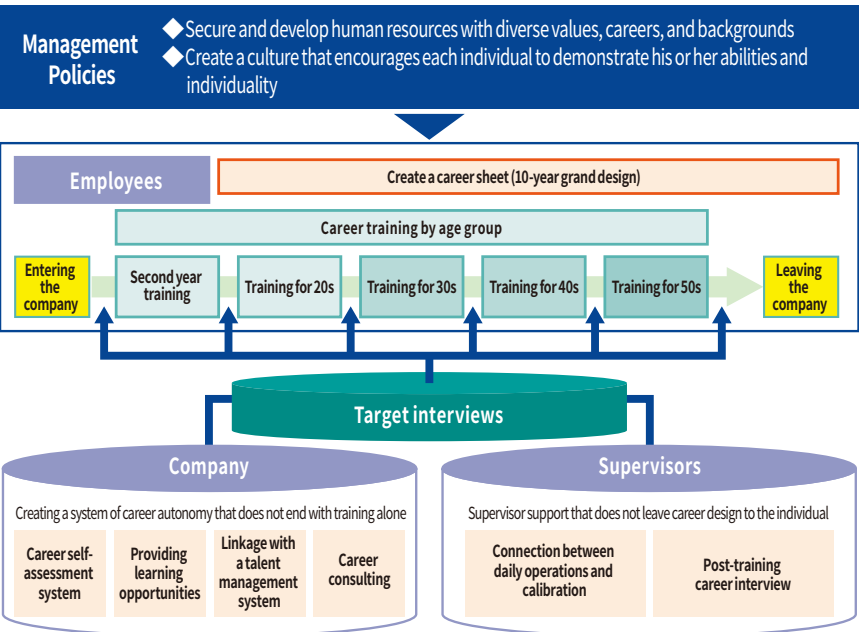 Management
Policies
◆Secure and develop human resources with diverse values, careers, and backgrounds
◆Create a culture that encourages each individual to demonstrate his or her abilities and
individuality
Employees
Create a career sheet (10-year grand design)
Career training by age group
Entering
the
company
Second year
training
Training for 20s
Training for 30s
Training for 40s
Training for 50s
Leaving
the
company
Target interviews
Company
Creating a system of career autonomy that does not end with training alone
Career self-
assessment
system
Providing
learning
opportunities
Linkage with
a talent
management
system
Career
consulting
Supervisors
Supervisor support that does not leave career design to the individual
Connection between
daily operations and
calibration
Post-training
career interview